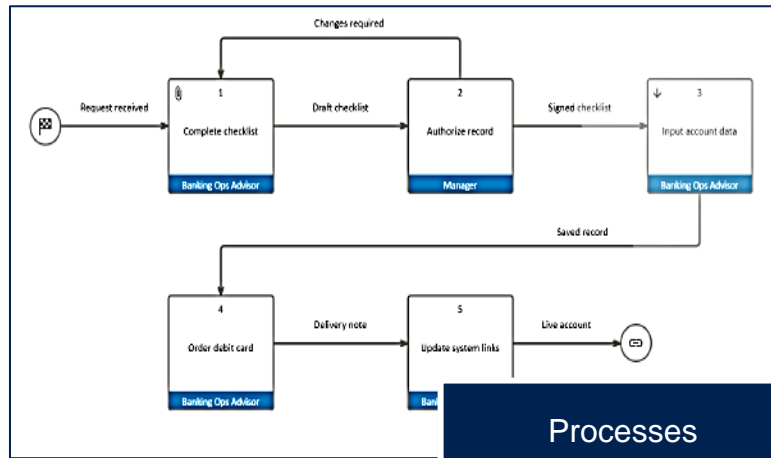 Changes required
1
2
3
Request received
Draft checklist
Signed checklist
Complete checklist
Authorize record
Input account data
Banking Ops Advisor
Manager
Banking Ops Advisor
Saved record
4
5
Delivery note
Live account
Order debit card
Update system links
Banking Ops Advisor
Processes